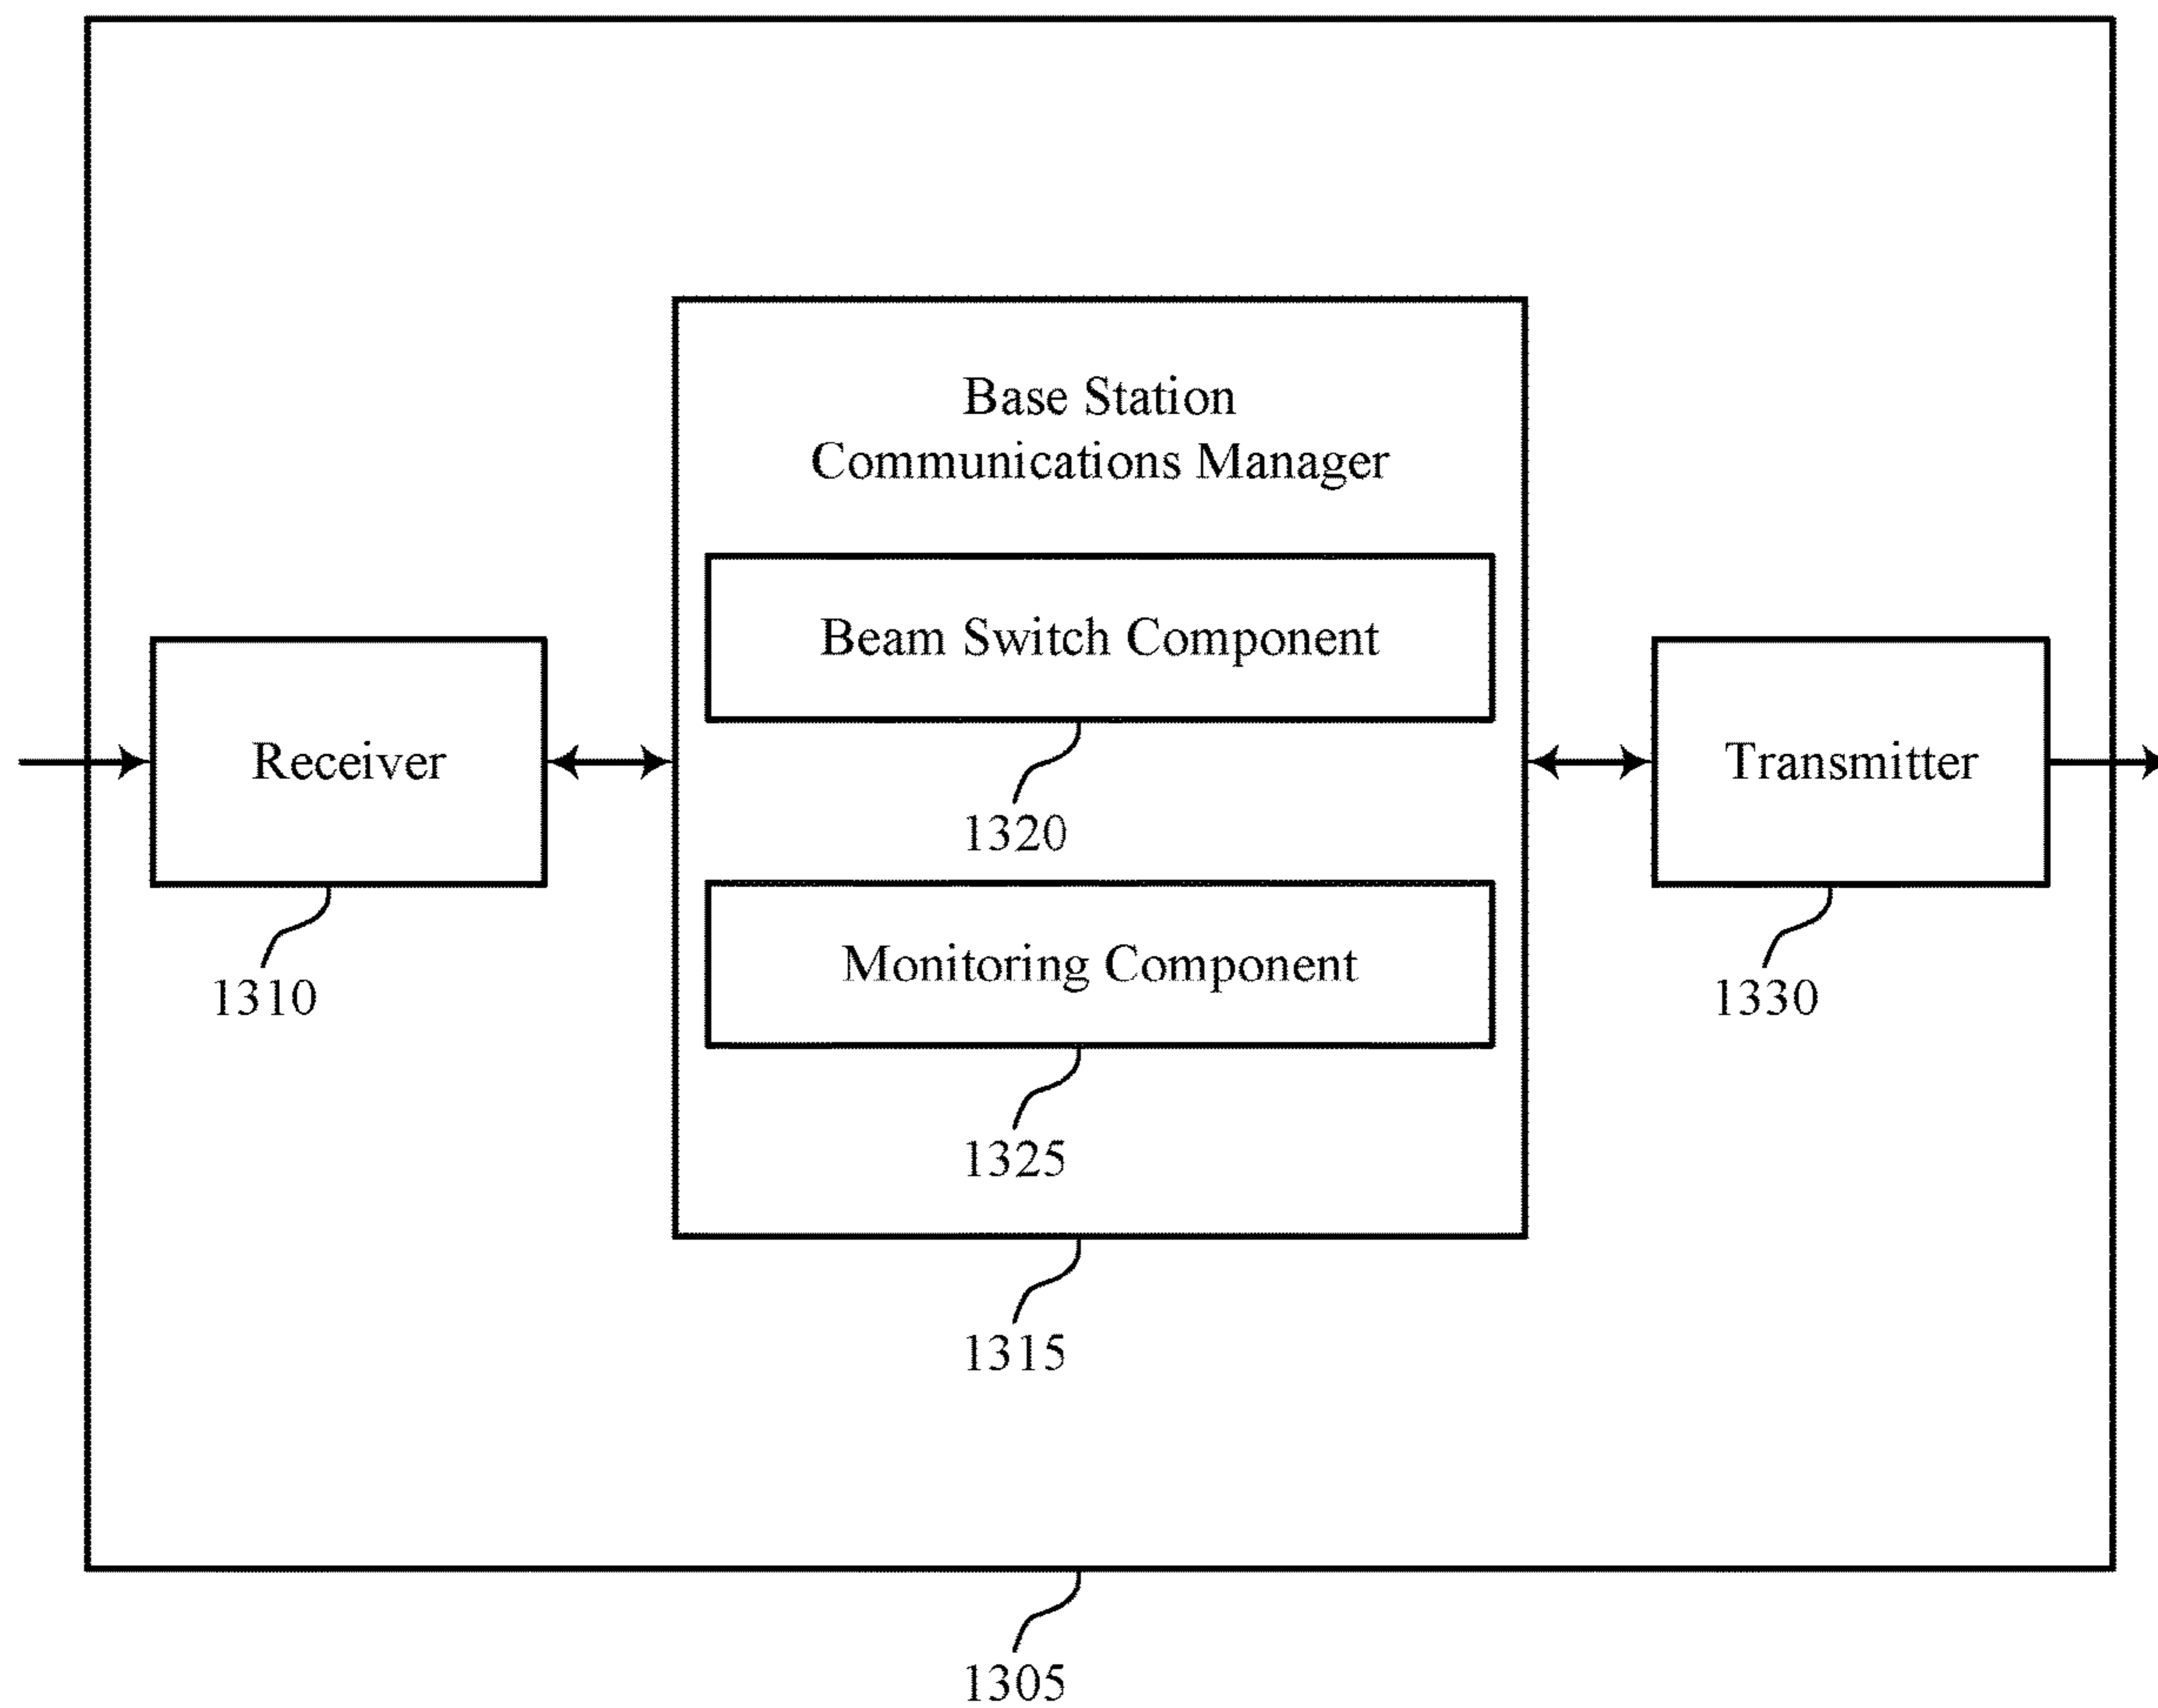 Base Station
Communications Manager
Beam Switch Component
Receiver
Transmitter
1320
Monitoring Component
1310
1330
1325
1315
1305